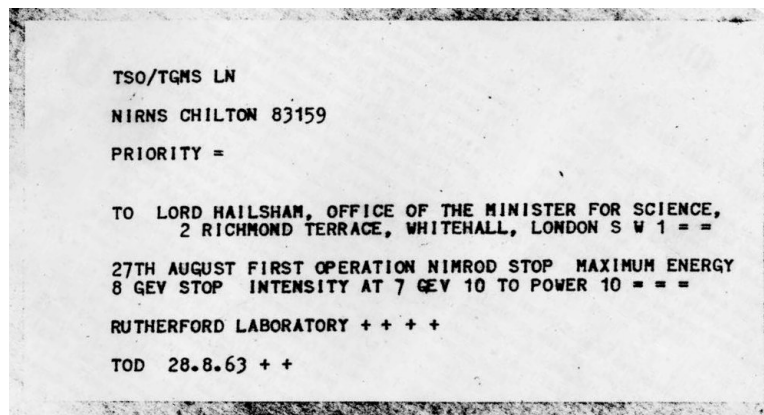 TSO/TGMS LN
NIRNS CHILTON 83159
PRIORITY =
TO LORD HAILSHAM, OFFICE OF THE MINISTER FOR SCIENCE,
2 RICHMOND TERRACE, WHITEHALL, LONDON S W 1 = =
27TH AUGUST FIRST OPERATION NIMROD STOP MAXIMUM ENERGY
8 GEV STOP INTENSITY AT 7 GEV 10 TO POWER 10 = = =
RUTHERFORD LABORATORY + + + +
TOD 28.8.63 + +